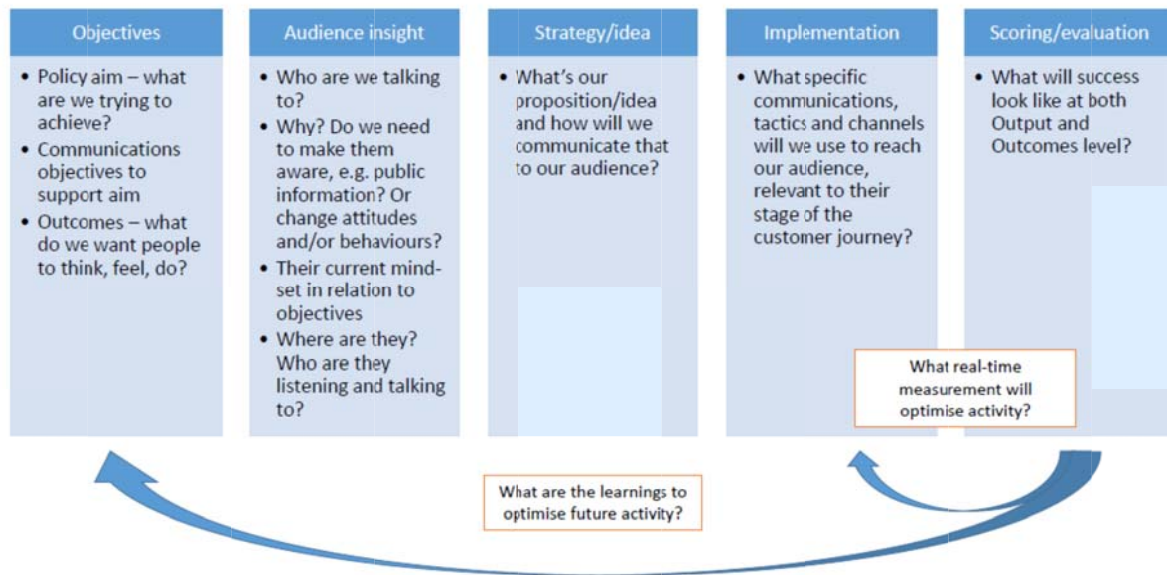 Objectives
• Policy aim – what
are we trying to
achieve?
• Communications
objectives to
support aim
• Outcomes – what
do we want people
to think, feel, do?
Audience insight
• Who are we talking
to?
• Why? Do we need
to make them
aware, e.g. public
information? Or
change attitudes
and/or behaviours?
• Their current mind-
set in relation to
objectives
• Where are they?
Who are they
listening and talking
to?
Strategy/idea
• What's our
proposition/idea
and how will we
communicate that
to our audience?
Implementation
• What specific
communications,
tactics and channels
will we use to reach
our audience,
relevant to their
stage of the
customer journey?
Scoring/evaluation
• What will success
look like at both
Output and
Outcomes level?
What real-time
measurement will
optimise activity?
What are the learnings to
optimise future activity?